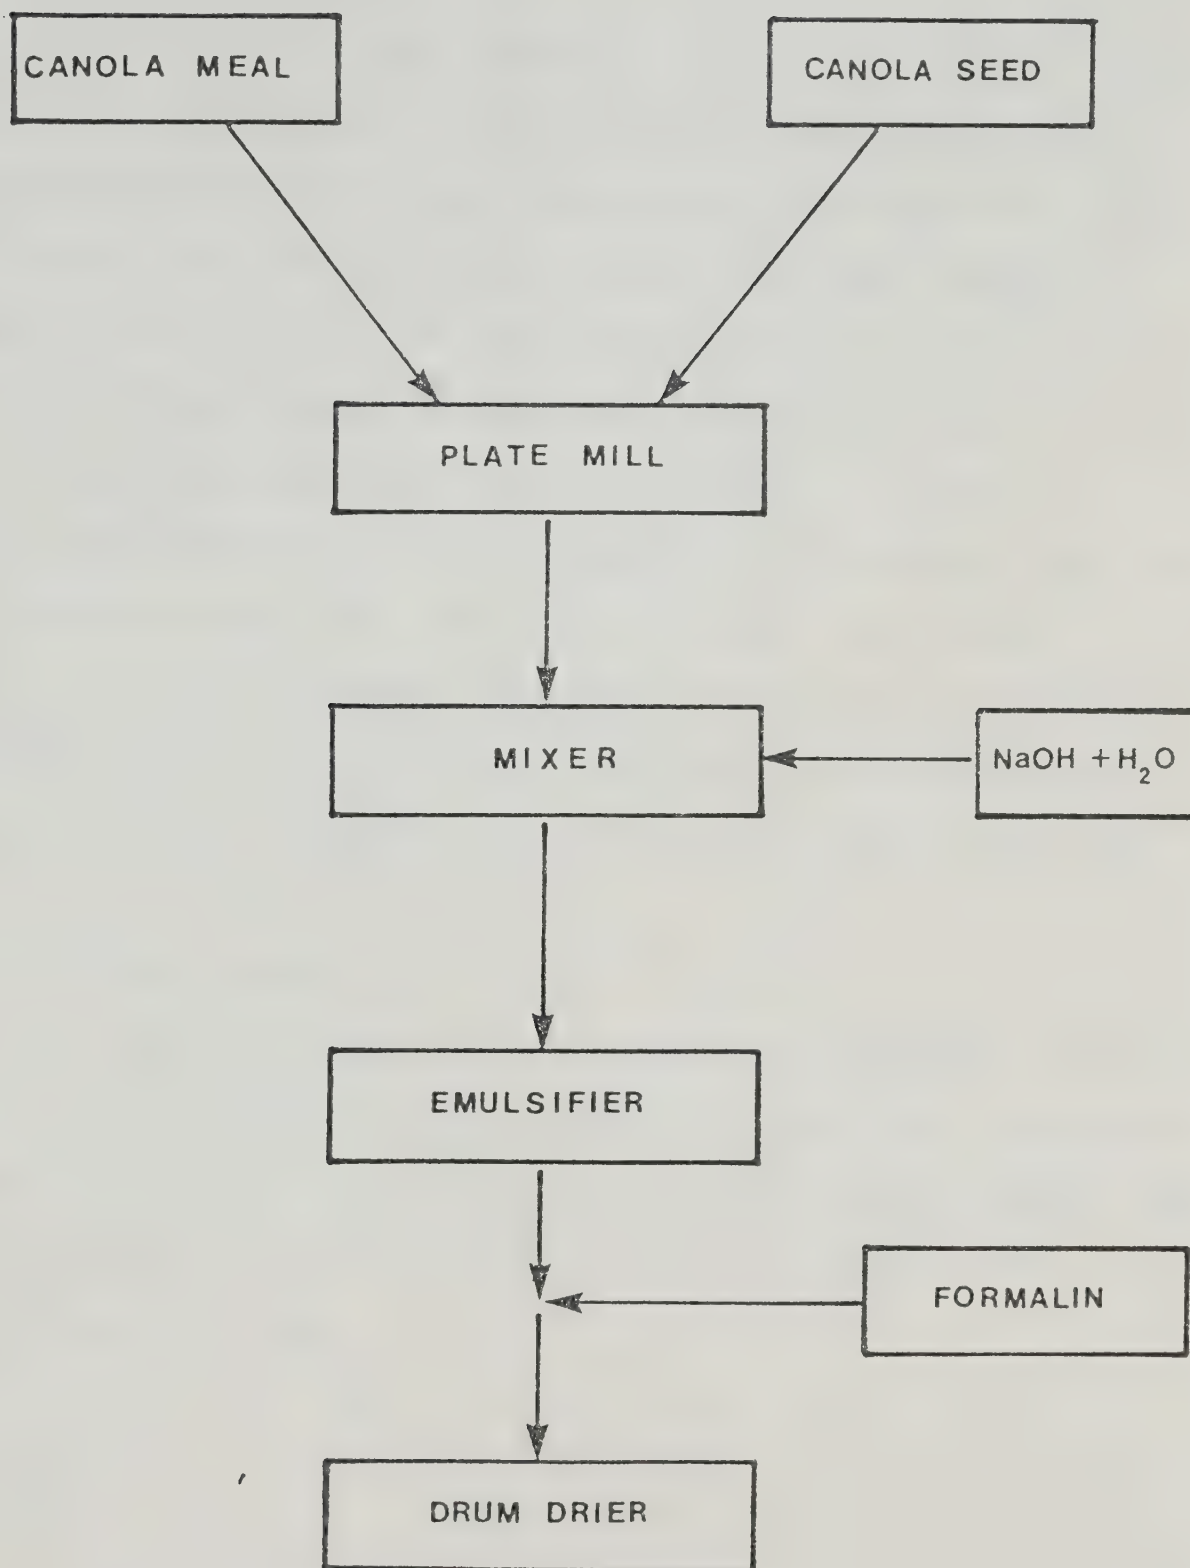 CANOLA MEAL
CANOLA SEED
PLATE MILL
MIXER
NaOH + H₂O
EMULSIFIER
FORMALIN
DRUM DRIER